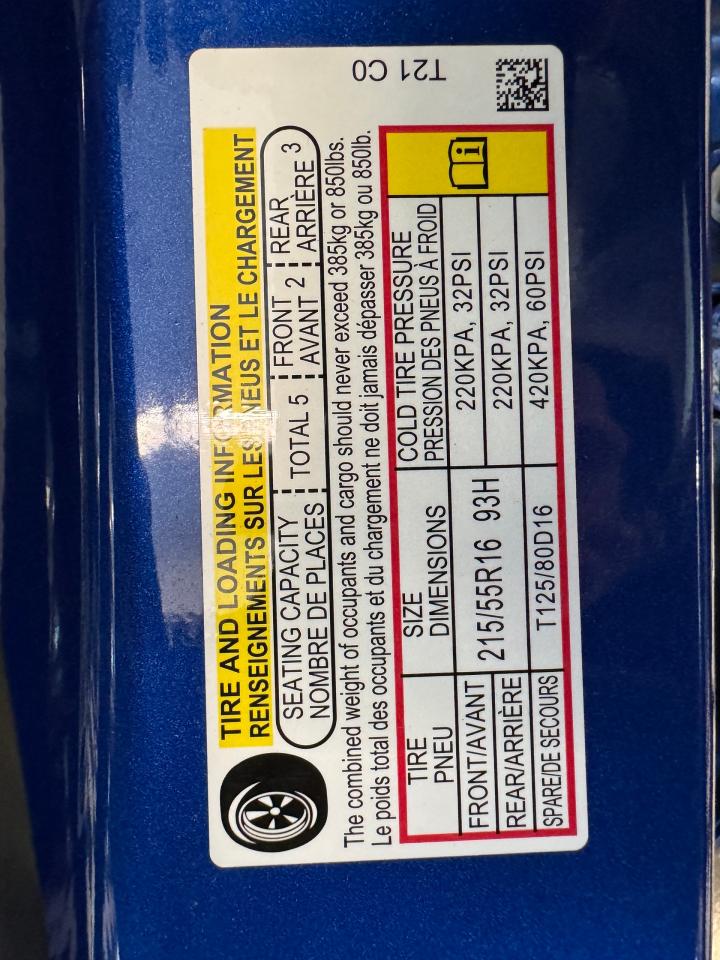 TIRE AND LOADING INFORMATION
RENSEIGNEMENTS SUR LES PNEUS ET LE CHARGEMENT
SEATING CAPACITY
NOMBRE DE PLACES
TOTAL 5
FRONT
AVANT 2
REAR
ARRIÈRE 3
The combined weight of occupants and cargo should never exceed 385kg or 850lbs.
Le poids total des occupants et du chargement ne doit jamais dépasser 385kg ou 850lb.
TIRE
PNEU
SIZE
DIMENSIONS
COLD TIRE PRESSURE
PRESSION DES PNEUS À FROID
FRONT/AVANT
215/55R16 93H
220KPA, 32PSI
REAR/ARRIÈRE
220KPA, 32PSI
SPARE/DE SECOURS
T125/80D16
420KPA, 60PSI
T21 C0